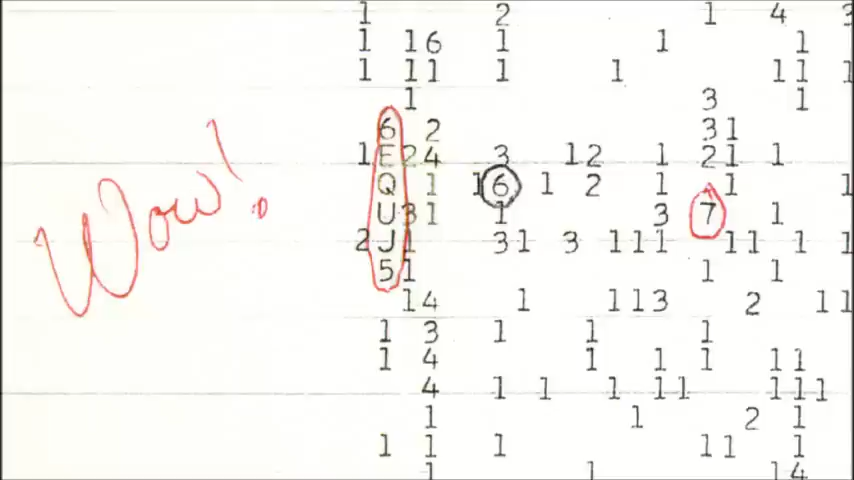 1 2 1 4 3
1 16 1 1 1
1 11 1 1 11 1
1 3 1
6 2 31
1E24 3 12 1 21 1
Wow!
Q 1 16 1 2 1 1 1
U31 1 3 7 1
2J1 31 3 111 11 1 1
51 1 1
14 1 113 2 11
1 3 1 1 1
1 4 1 1 1 11
4 1 1 1 11 111
1 1 2 1
1 1 1 11 1
1 1 14